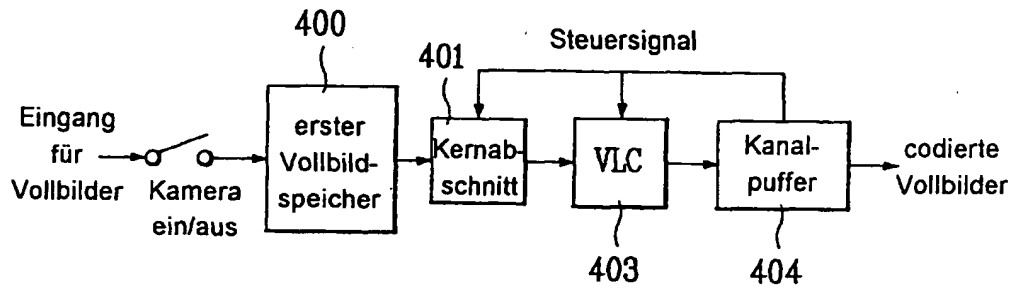 400
Steuersignal
401
Eingang
für
Vollbilder
Kamera
ein/aus
erster
Vollbild-
speicher
Kernab-
schnitt
VLC
Kanal-
puffer
codierte
Vollbilder
403
404